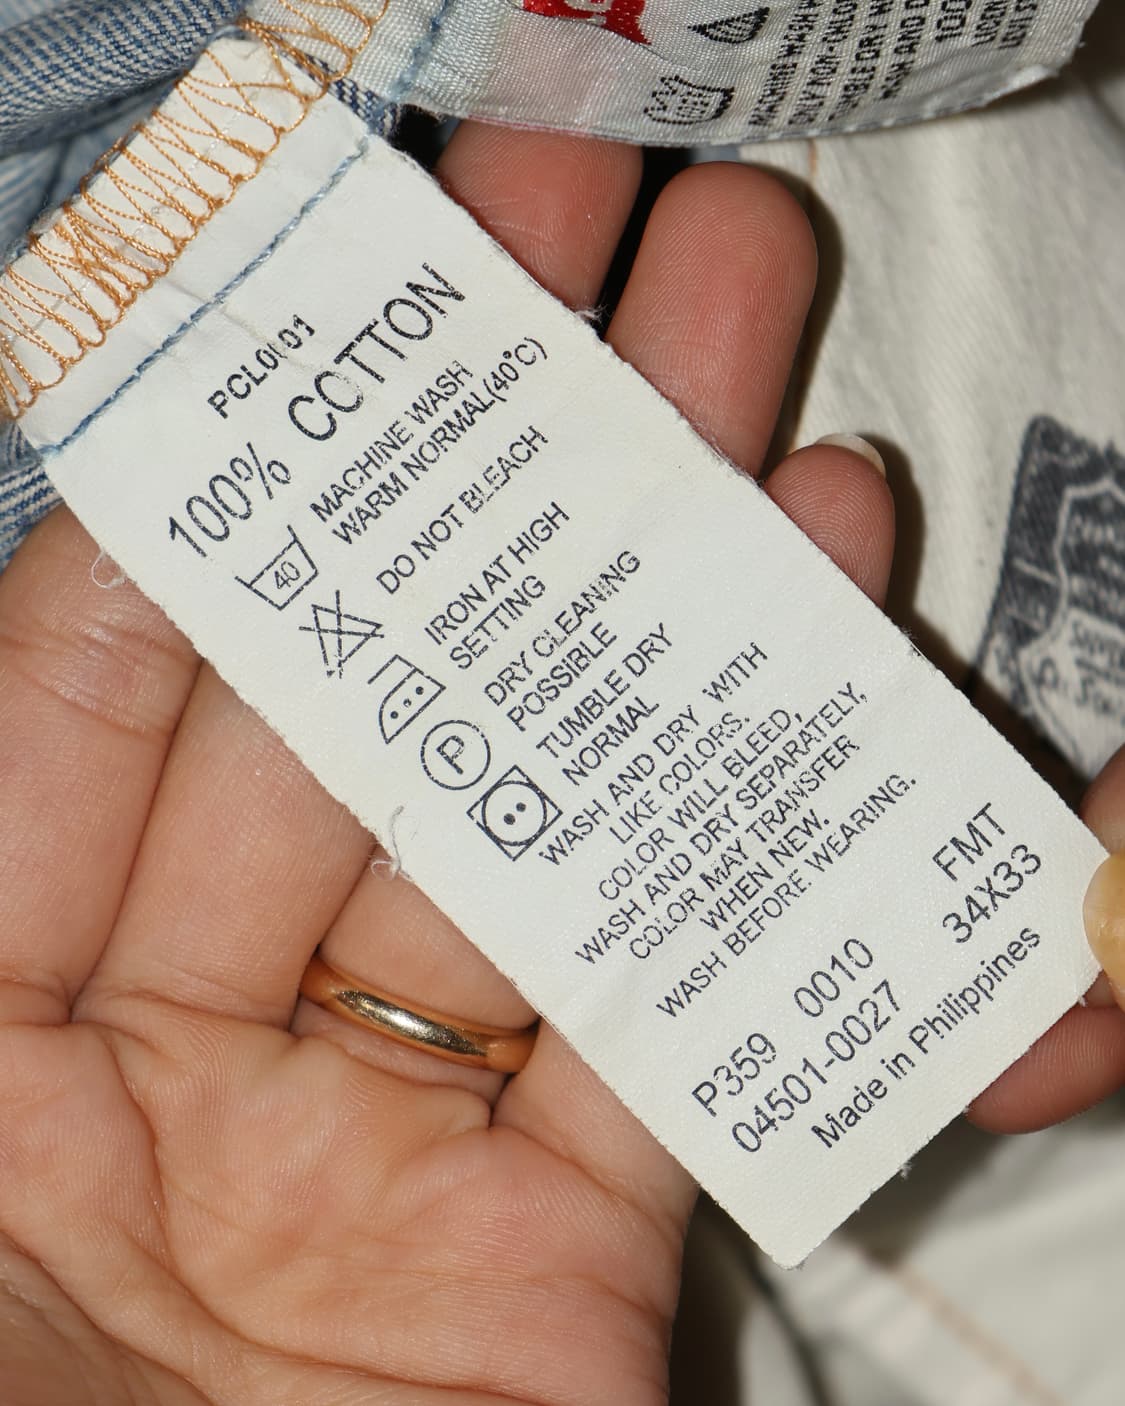 PCL0001
100% COTTON
40
MACHINE WASH
WARM NORMAL(40°C)
DO NOT BLEACH
IRON AT HIGH
SETTING
P
DRY CLEANING
POSSIBLE
TUMBLE DRY
NORMAL
WASH AND DRY WITH
LIKE COLORS.
COLOR WILL BLEED,
WASH AND DRY SEPARATELY,
COLOR MAY TRANSFER
WHEN NEW.
WASH BEFORE WEARING.
P359 0010 FMT
04501-0027 34X33
Made in Philippines